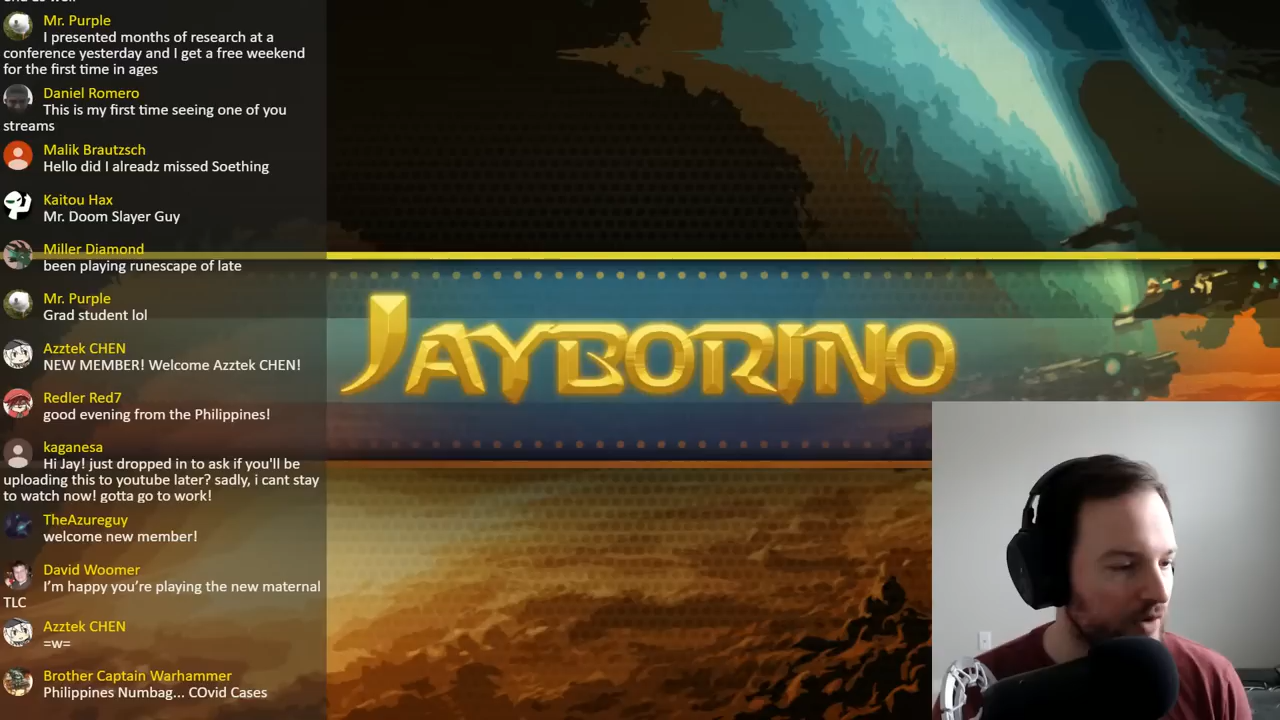 Mr. Purple
I presented months of research at a
conference yesterday and I get a free weekend
for the first time in ages
Daniel Romero
This is my first time seeing one of you
streams
Malik Brautzsch
Hello did I alreadz missed Soething
Kaitou Hax
Mr. Doom Slayer Guy
Miller Diamond
been playing runescape of late
Mr. Purple
Grad student lol
Azztek CHEN
NEW MEMBER! Welcome Azztek CHEN!
Redler Red7
good evening from the Philippines!
kaganesa
Hi Jay! just dropped in to ask if you'll be
uploading this to youtube later? sadly, i cant stay
to watch now! gotta go to work!
TheAzureguy
welcome new member!
David Woomer
I’m happy you’re playing the new maternal
TLC
Azztek CHEN
=w=
Brother Captain Warhammer
Philippines Numbag... COvid Cases
JAYBORINO